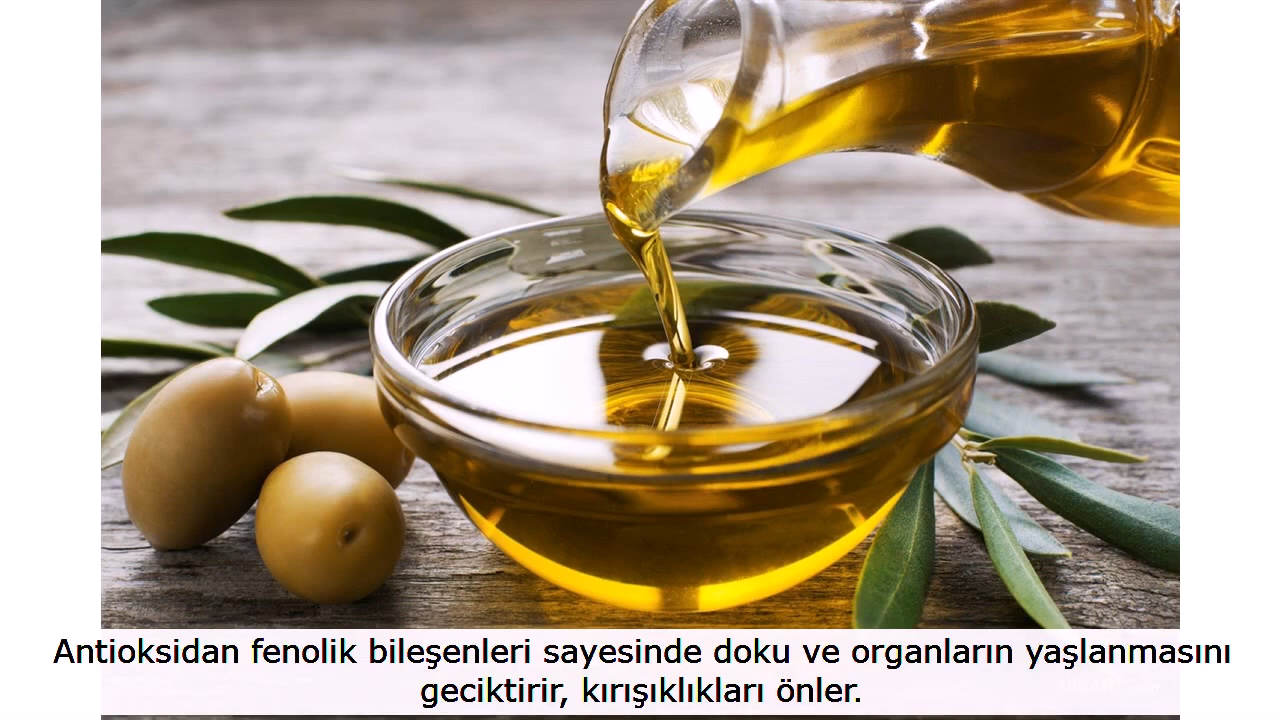 Antioksidan fenolik bileşenleri sayesinde doku ve organların yaşlanmasını
geciktirir, kırışıklıkları önler.